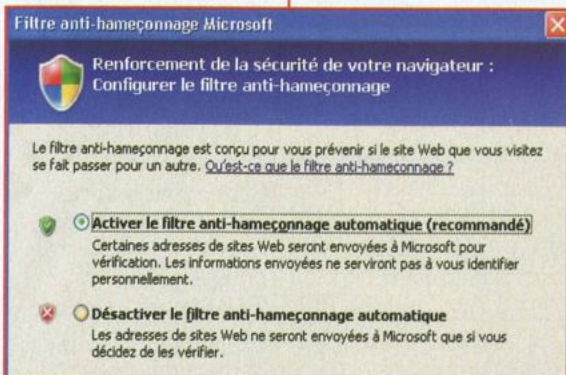 Filtre anti-hameçonnage Microsoft
Renforcement de la sécurité de votre navigateur :
Configurer le filtre anti-hameçonnage
Le filtre anti-hameçonnage est conçu pour vous prévenir si le site Web que vous visitez
se fait passer pour un autre. Qu'est-ce que le filtre anti-hameçonnage ?
Activer le filtre anti-hameçonnage automatique (recommandé)
Certaines adresses de sites Web seront envoyées à Microsoft pour
vérification. Les informations envoyées ne serviront pas à vous identifier
personnellement.
Désactiver le filtre anti-hameçonnage automatique
Les adresses de sites Web ne seront envoyées à Microsoft que si vous
décidez de les vérifier.